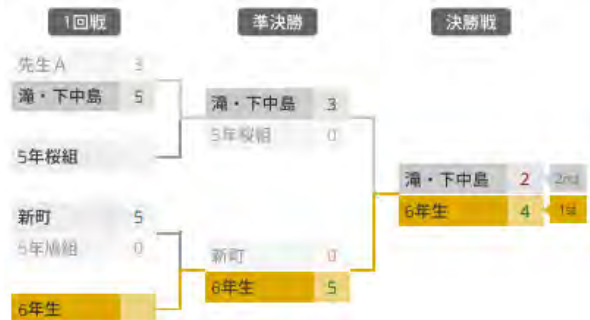 1回戦
準決勝
決勝戦
先生A 3
滝・下中島 5
5年桜組
新町 5
5年鳩組 0
6年生
滝・下中島 3
5年桜組 0
新町 0
6年生 5
滝・下中島 2 2nd
6年生 4 1st